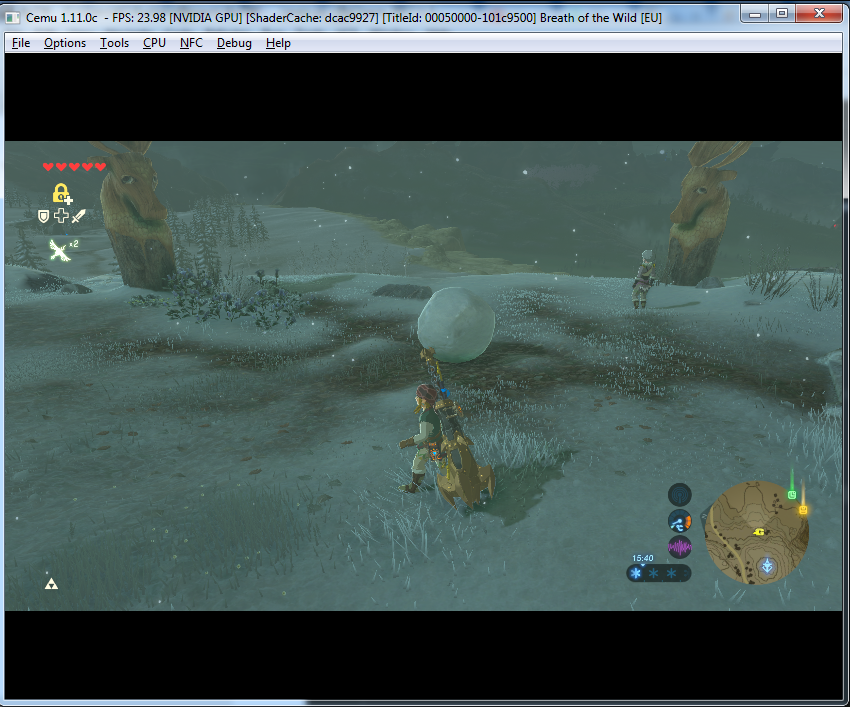 Cemu 1.11.0c - FPS: 23.98 [NVIDIA GPU] [ShaderCache: dcac9927] [TitleId: 00050000-101c9500] Breath of the Wild [EU]
File Options Tools CPU NFC Debug Help
×2
15:40